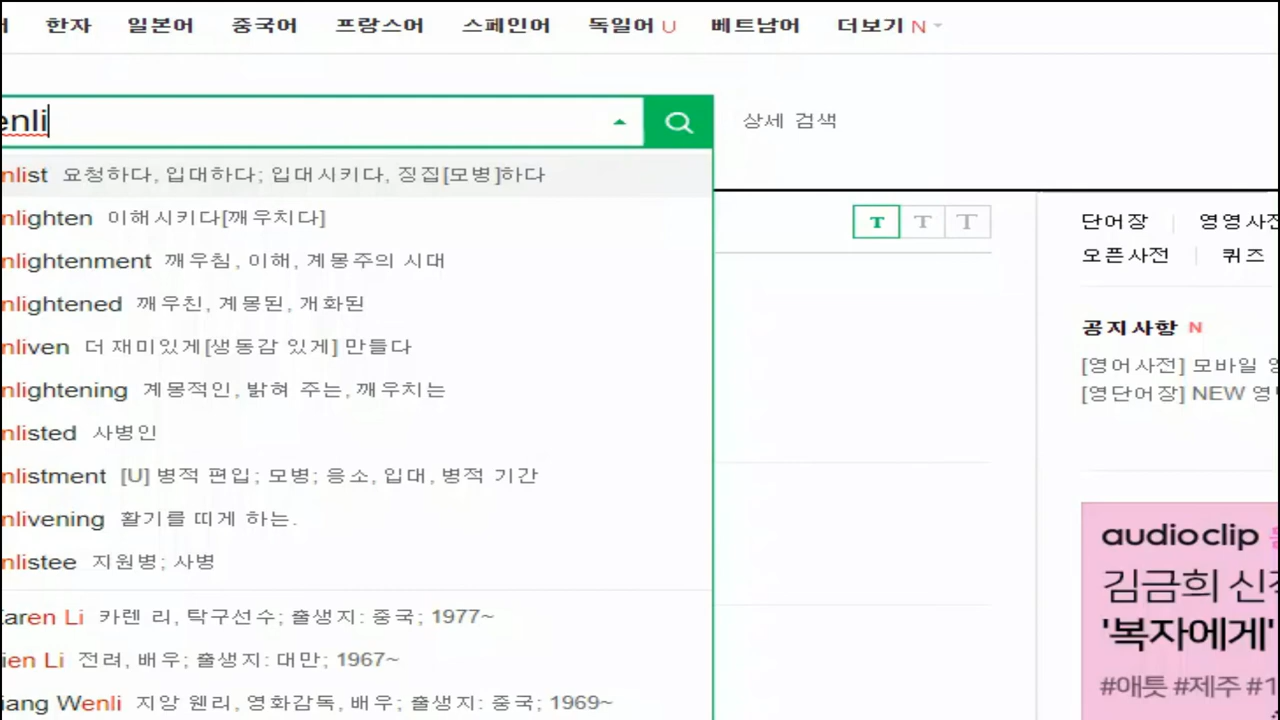 한자 일본어 중국어 프랑스어 스페인어 독일어 U 베트남어 더보기 N
enli
상세 검색
nlist 요청하다, 입대하다; 입대시키다, 징집[모병]하다
nlighten 이해시키다[깨우치다]
nlightenment 깨우침, 이해, 계몽주의 시대
nlightened 깨우친, 계몽된, 개화된
nliven 더 재미있게[생동감 있게] 만들다
nlightening 계몽적인, 밝혀 주는, 깨우치는
nlisted 사병인
nlistment [U] 병적 편입; 모병; 응소, 입대, 병적 기간
nlivening 활기를 띠게 하는.
nlistee 지원병; 사병
aren Li 카렌 리, 탁구선수; 출생지: 중국; 1977~
ien Li 전려, 배우; 출생지: 대만; 1967~
iang Wenli 지앙 웬리, 영화감독, 배우; 출생지: 중국; 1969~
T T T
단어장 영영사전
오픈사전 퀴즈
공지사항 N
[영어사전] 모바일
[영단어장] NEW
audioclip
김금희 신
'복자에게'
#애틋 #제주 #1